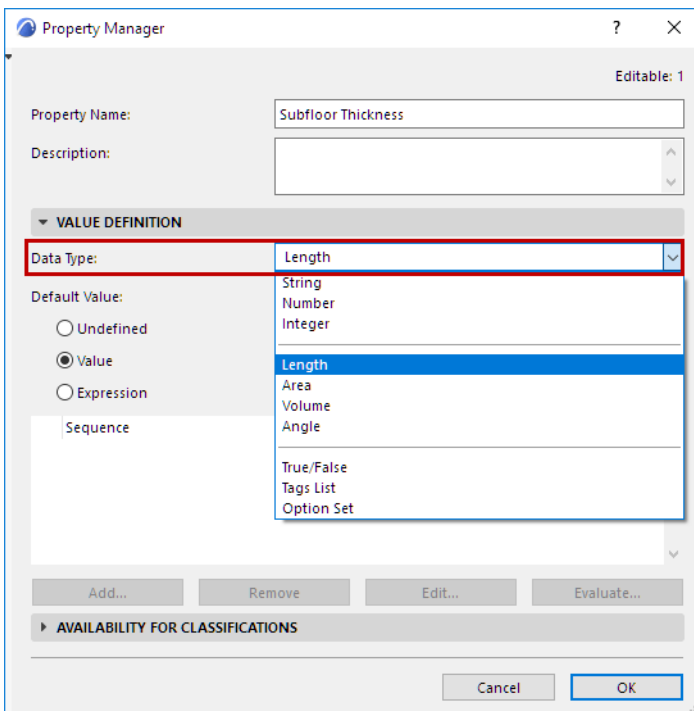 Property Manager ?
Editable: 1
Property Name: Subfloor Thickness
Description:
VALUE DEFINITION
Data Type: Length
String
Default Value:
Number
Integer
Undefined
Value
Length
Area
Expression
Volume
Sequence
Angle
True/False
Tags List
Option Set
Add... Remove Edit... Evaluate...
AVAILABILITY FOR CLASSIFICATIONS
Cancel OK